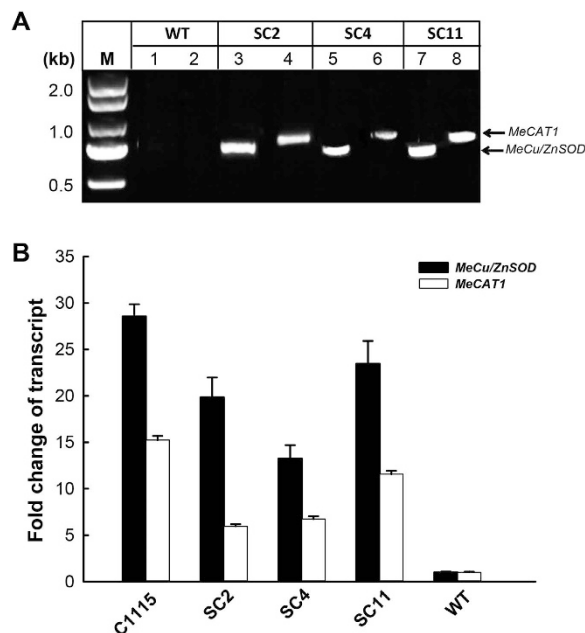 A
WT SC2 SC4 SC11
(kb) M 1 2 3 4 5 6 7 8
2.0
1.0
MeCAT1
MeCu/ZnSOD
0.5
B
MeCu/ZnSOD
MeCAT1
Fold change of transcript
35
30
25
20
15
10
5
0
C1115 SC2 SC4 SC11 WT